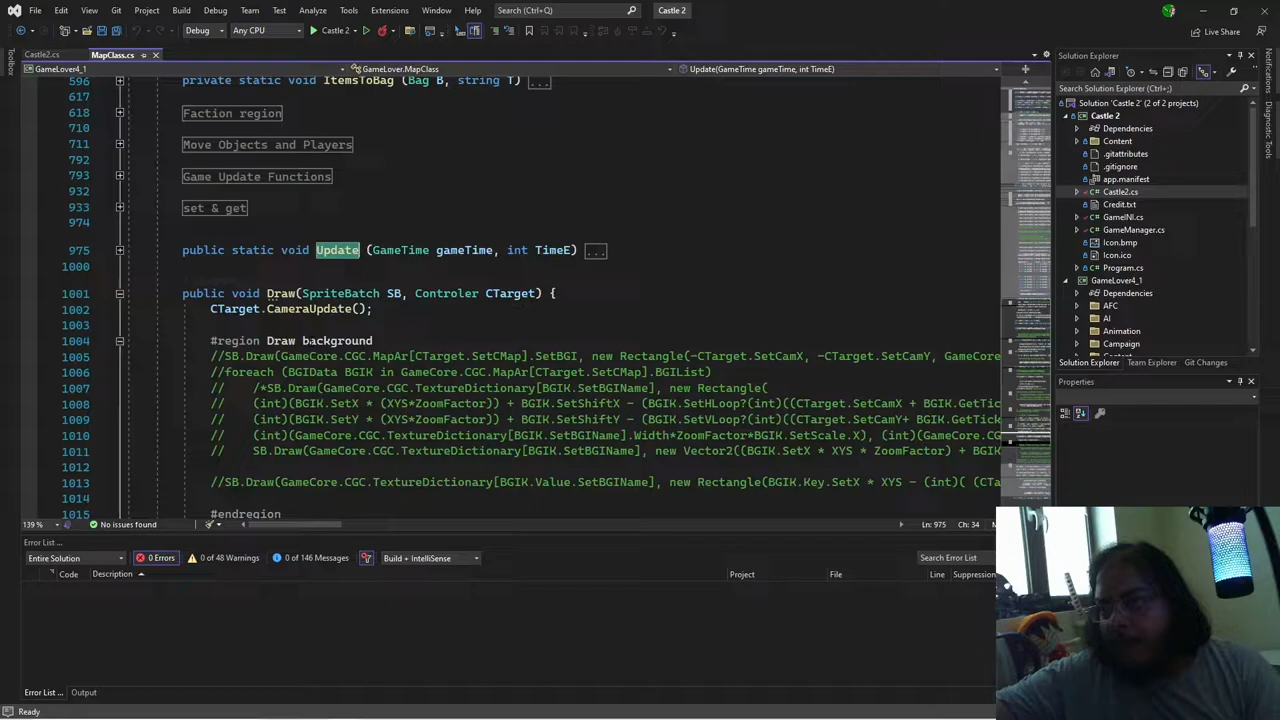 File Edit View Git Project Build Debug Team Test Analyze Tools Extensions Window Help Search (Ctrl+Q) Castle 2
Debug Any CPU Castle 2 Live Share
Castle2.cs MapClass.cs
GameLover4_1 GameLover.MapClass Update(GameTime gameTime, int TimeE)
Toolbox
596 private static void ItemsToBag (Bag B, string T) ...
617
618 Faction region
710
711 Move Objects and Playes
792
793 Game Update Functions
932
933 set & get
974
975 public static void Update (GameTime gameTime, int TimeE) ...
1000
1001 public void Draw(SpriteBatch SB, Controler CTarget) {
1002 CTarget.CameraUpdate();
1003
1004 #region Draw background
1005 //SB.Draw(GameCore.CGC.MapAr[CTarget.SetCMap].SetBGI, new Rectangle(-CTarget.SetCamX, -CTarget.SetCamY, GameCore
1006 //foreach (BGIData BGIK in GameCore.CGC.MapAr[CTarget.SetCMap].BGIList)
1007 // /*SB.Draw(GameCore.CGC.TextureDictionary[BGIK.SetBGIName], new Rectangle(
1008 // (int)(BGIK.SetX * (XYS*ZoomFactor)) + BGIK.SetShiftX - (BGIK.SetHLoop?(int)((CTarget.SetCamX + BGIK.GetTick
1009 // (int)(BGIK.SetY * (XYS*ZoomFactor)) + BGIK.SetShiftY - (BGIK.SetVLoop?(int)((CTarget.SetCamY+ BGIK.GetTick
1010 // (int)(GameCore.CGC.TextureDictionary[BGIK.SetBGIName].Width*ZoomFactor*BGIK.SetScale.X), (int)(GameCore.C
1011 // SB.Draw(GameCore.CGC.TextureDictionary[BGIK.SetBGIName], new Vector2((BGIK.SetX * XYS * ZoomFactor) + BGIK
1012
1013 //SB.Draw(GameCore.CGC.TextureDictionary[BGIK.Value.SetBGIName], new Rectangle(BGIK.Key.SetX * XYS - (int)( (CTa
1014
1015 #endregion
139 % No issues found Ln: 975 Ch: 34
Error List ...
Entire Solution 0 Errors 0 of 48 Warnings 0 of 146 Messages Build + IntelliSense Search Error List
Code Description Project File Line Suppression
Error List ... Output
Ready
Solution Explorer
Search Solution Explorer (Ctrl+;)
Solution 'Castle 2' (2 of 2 projects)
Castle 2
Dependencies
Content
.gitattributes
.gitignore
app.manifest
Castle2.cs
Credit.txt
GameINI.cs
GameManager.cs
Icon.bmp
Icon.ico
Program.cs
GameLover4_1
Dependencies
AFC
AI
Animation
Campaign
Solution Explorer Team Explorer Git Changes
Properties
Notifications
Diagnostic Tools